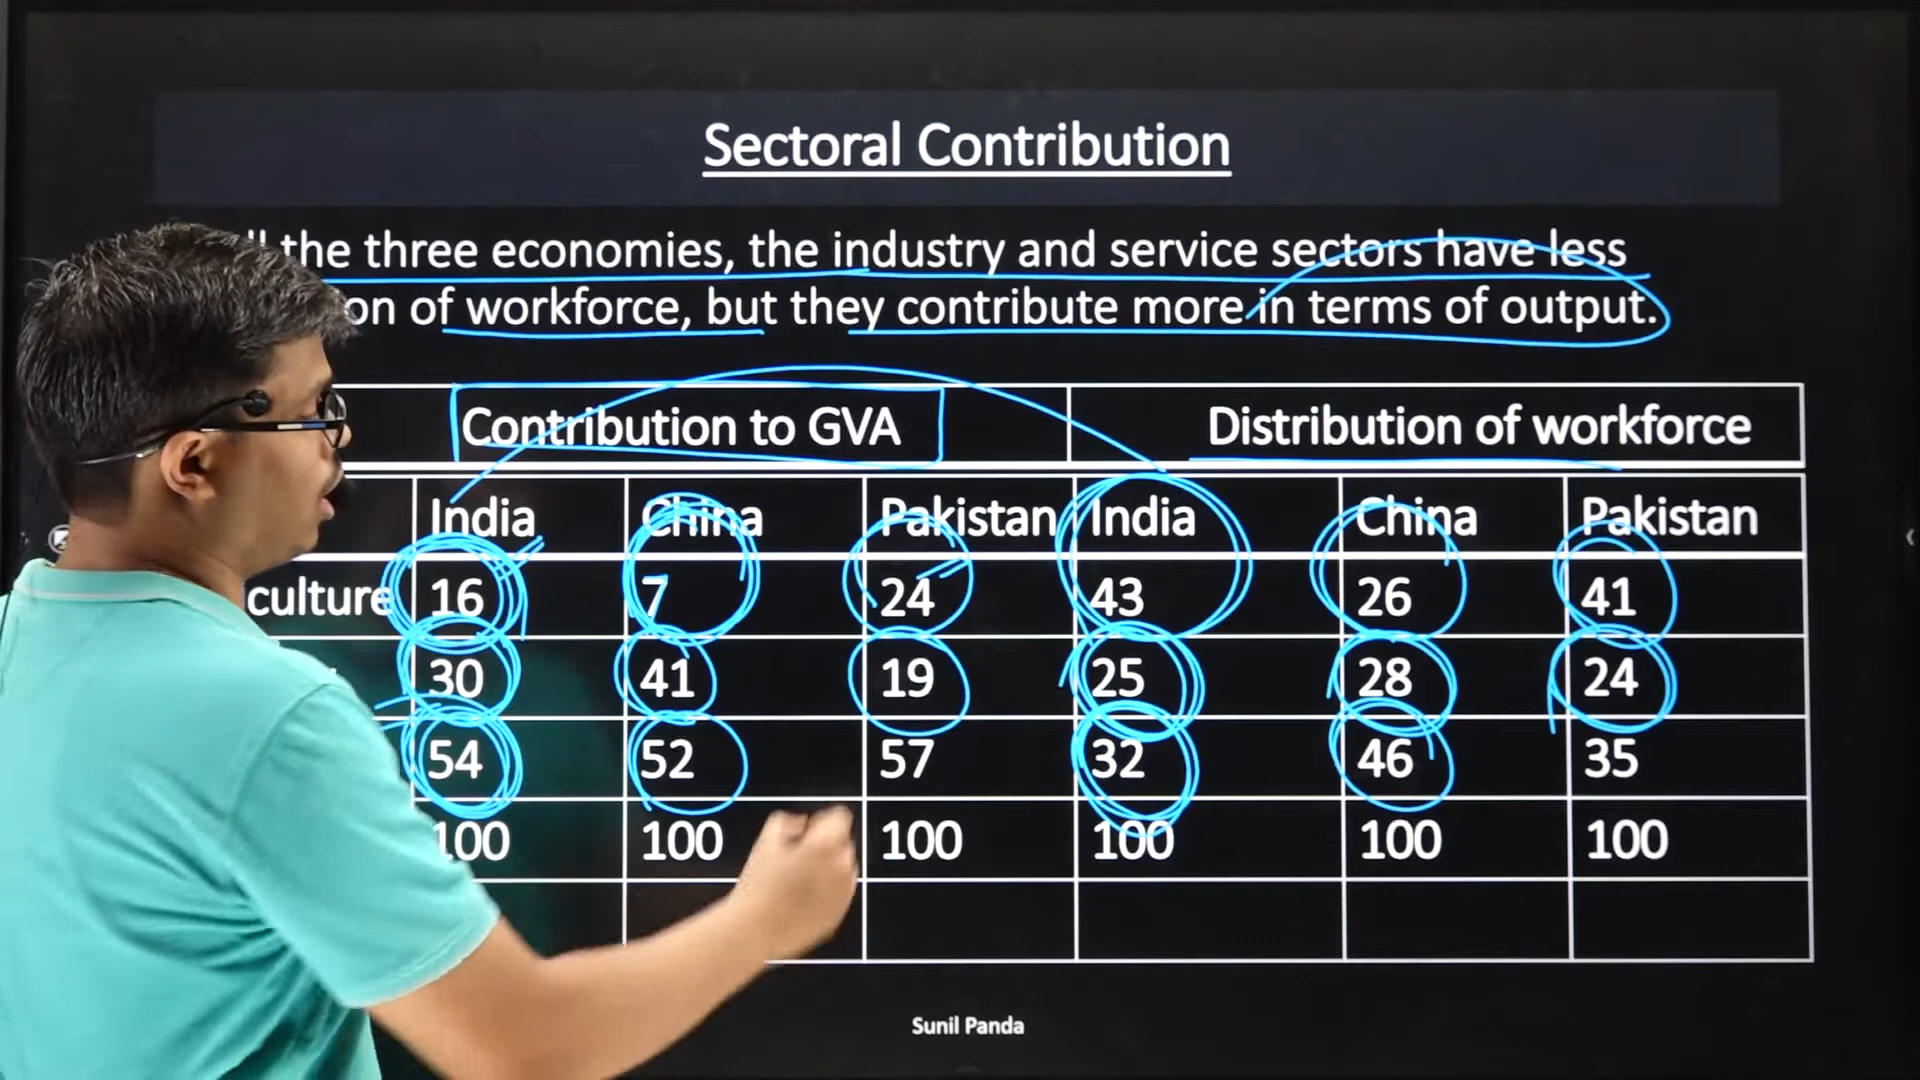 Sectoral Contribution
the three economies, the industry and service sectors have less
of workforce, but they contribute more in terms of output.
Contribution to GVA Distribution of workforce
India China Pakistan India China Pakistan
culture 16 7 24 43 26 41
30 41 19 25 28 24
54 52 57 32 46 35
100 100 100 100 100 100
Sunil Panda